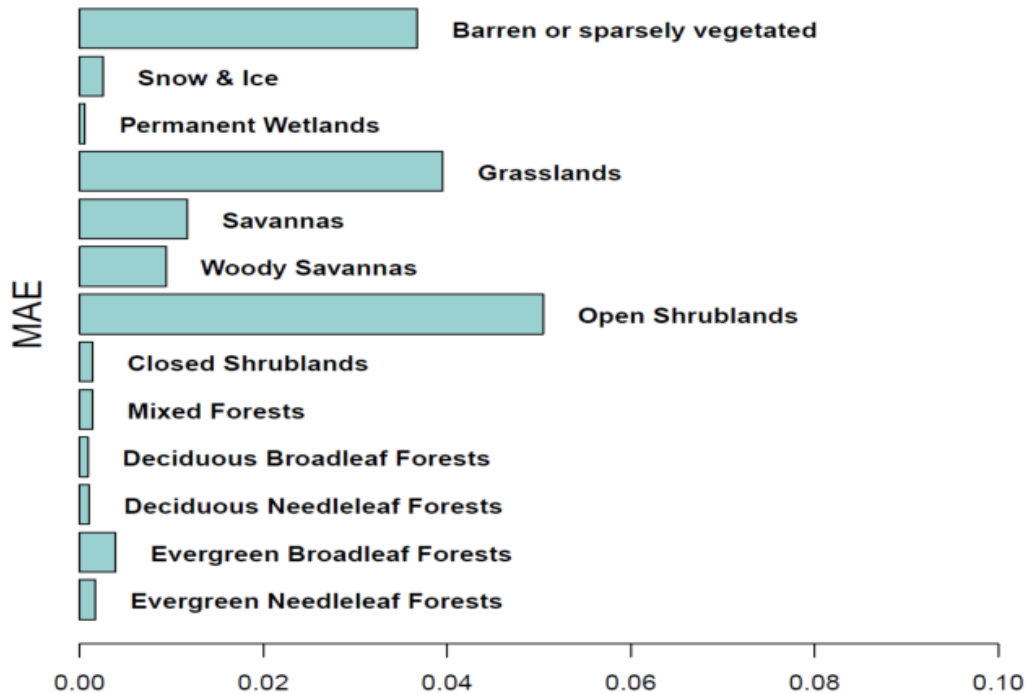 Barren or sparsely vegetated
Snow & Ice
Permanent Wetlands
Grasslands
Savannas
Woody Savannas
MAE
Open Shrublands
Closed Shrublands
Mixed Forests
Deciduous Broadleaf Forests
Deciduous Needleleaf Forests
Evergreen Broadleaf Forests
Evergreen Needleleaf Forests
0.00 0.02 0.04 0.06 0.08 0.10